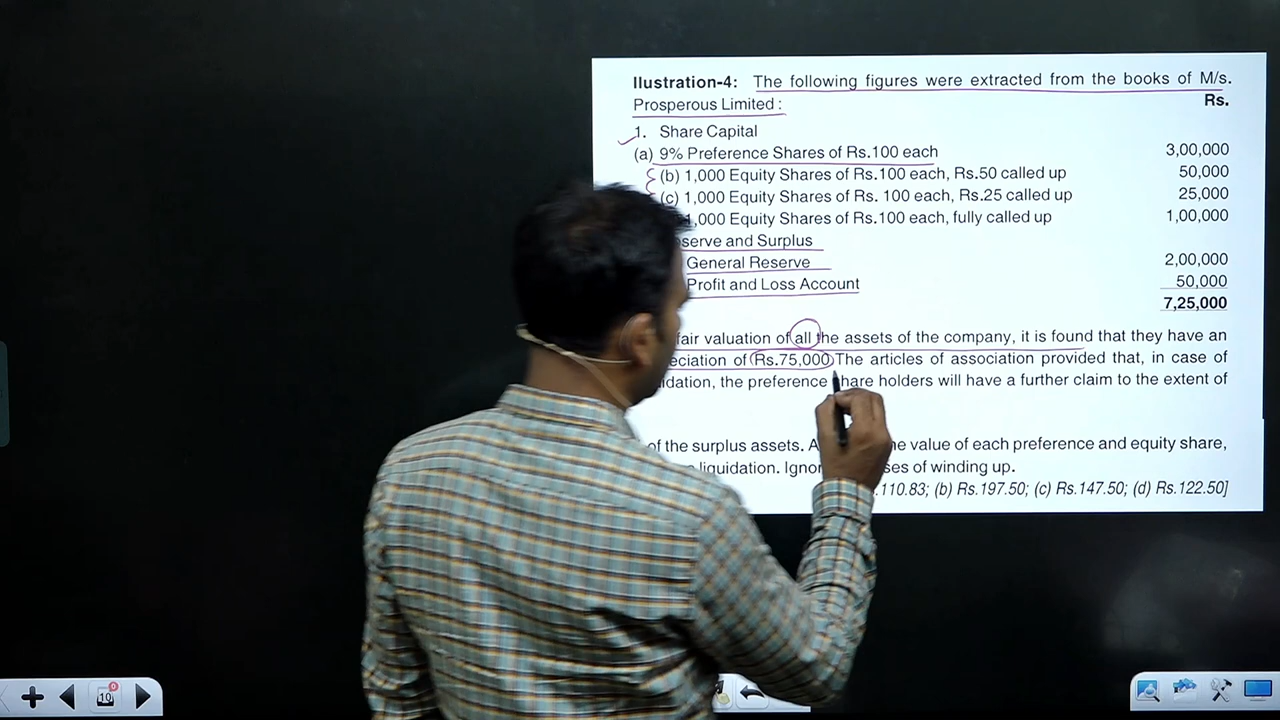 Ilustration-4: The following figures were extracted from the books of M/s.
Prosperous Limited :
Rs.
1. Share Capital
(a) 9% Preference Shares of Rs.100 each 3,00,000
(b) 1,000 Equity Shares of Rs.100 each, Rs.50 called up 50,000
(c) 1,000 Equity Shares of Rs. 100 each, Rs.25 called up 25,000
1,000 Equity Shares of Rs.100 each, fully called up 1,00,000
and Surplus
General Reserve 2,00,000
Profit and Loss Account 50,000
7,25,000
fair valuation of all the assets of the company, it is found that they have an
of Rs.75,000 The articles of association provided that, in case of
the preference share holders will have a further claim to the extent of
of the surplus assets. value of each preference and equity share,
liquidation. of winding up.
110.83; (b) Rs.197.50; (c) Rs.147.50; (d) Rs.122.50]
10